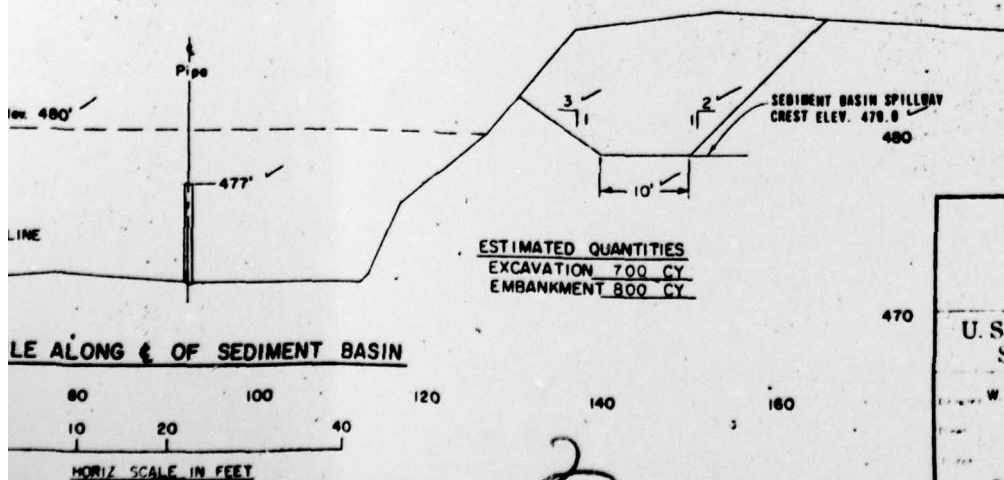 ℄
Pipe
480'
477'
LINE
3
1
2
1
SEDIMENT BASIN SPILLWAY
CREST ELEV. 479.0
480
10'
ESTIMATED QUANTITIES
EXCAVATION 700 CY
EMBANKMENT 800 CY
470
U. S
S
W
LE ALONG ℄ OF SEDIMENT BASIN
80 100 120 140 160
10 20 40
HORIZ SCALE IN FEET